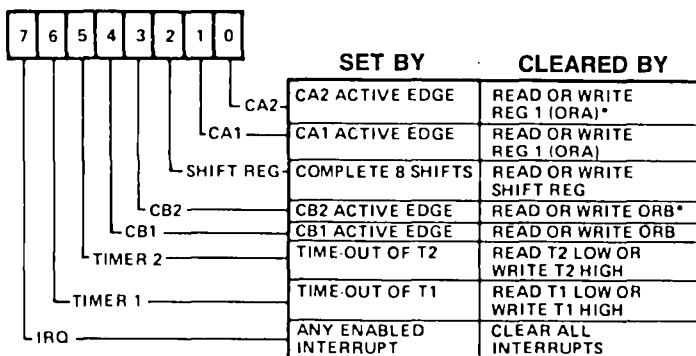 7 6 5 4 3 2 1 0
SET BY CLEARED BY
CA2 CA2 ACTIVE EDGE READ OR WRITE
REG 1 (ORA)*
CA1 CA1 ACTIVE EDGE READ OR WRITE
REG 1 (ORA)
SHIFT REG COMPLETE 8 SHIFTS READ OR WRITE
SHIFT REG
CB2 CB2 ACTIVE EDGE READ OR WRITE ORB*
CB1 CB1 ACTIVE EDGE READ OR WRITE ORB
TIMER 2 TIME-OUT OF T2 READ T2 LOW OR
WRITE T2 HIGH
TIMER 1 TIME-OUT OF T1 READ T1 LOW OR
WRITE T1 HIGH
IRQ ANY ENABLED CLEAR ALL
INTERRUPT INTERRUPTS